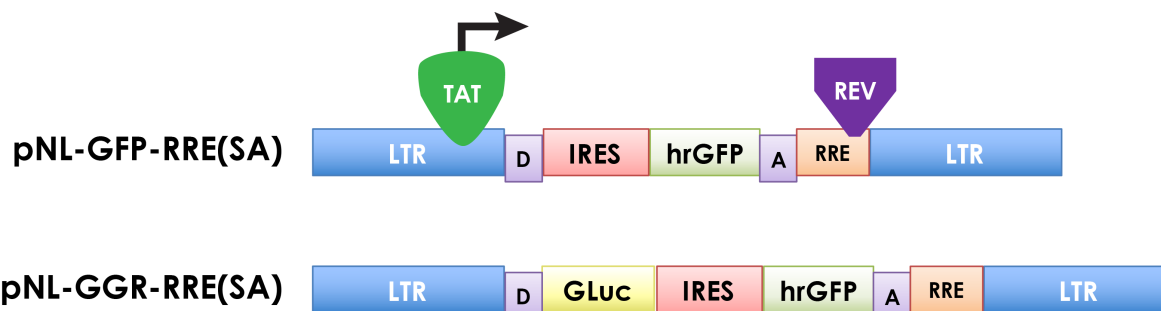 TAT
REV
pNL-GFP-RRE(SA) LTR D IRES hrGFP A RRE LTR
pNL-GGR-RRE(SA) LTR D GLuc IRES hrGFP A RRE LTR